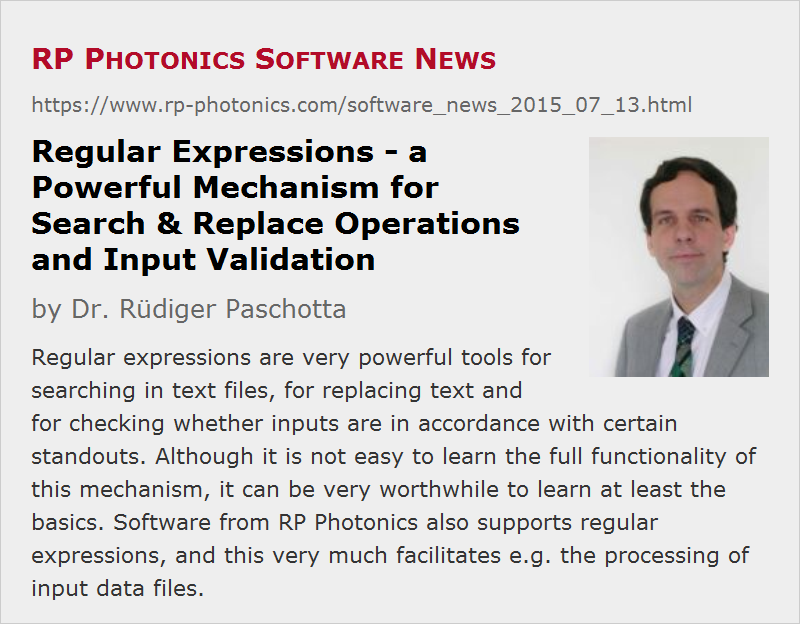 RP Photonics Software News
https://www.rp-photonics.com/software_news_2015_07_13.html
Regular Expressions - a
Powerful Mechanism for
Search & Replace Operations
and Input Validation
by Dr. Rüdiger Paschotta
Regular expressions are very powerful tools for
searching in text files, for replacing text and
for checking whether inputs are in accordance with certain
standouts. Although it is not easy to learn the full functionality of
this mechanism, it can be very worthwhile to learn at least the
basics. Software from RP Photonics also supports regular
expressions, and this very much facilitates e.g. the processing of
input data files.